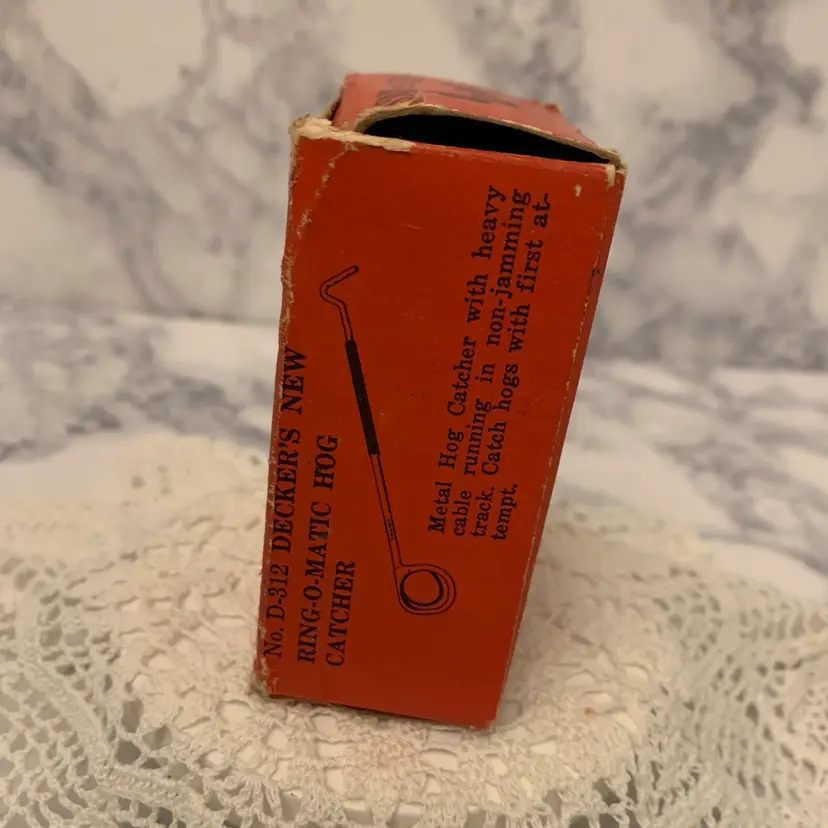 No. D-312 DECKER'S NEW
RING-O-MATIC HOG
CATCHER
Metal Hog Catcher with heavy
cable running in non-jamming
track. Catch hogs with first at-
tempt.